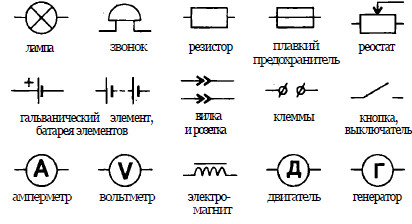 лампа звонок резистор плавкий предохранитель реостат
+
гальванический элемент, батарея элементов вилка и розетка клеммы кнопка, выключатель
A V Д Г
амперметр вольтметр электро-магнит двигатель генератор